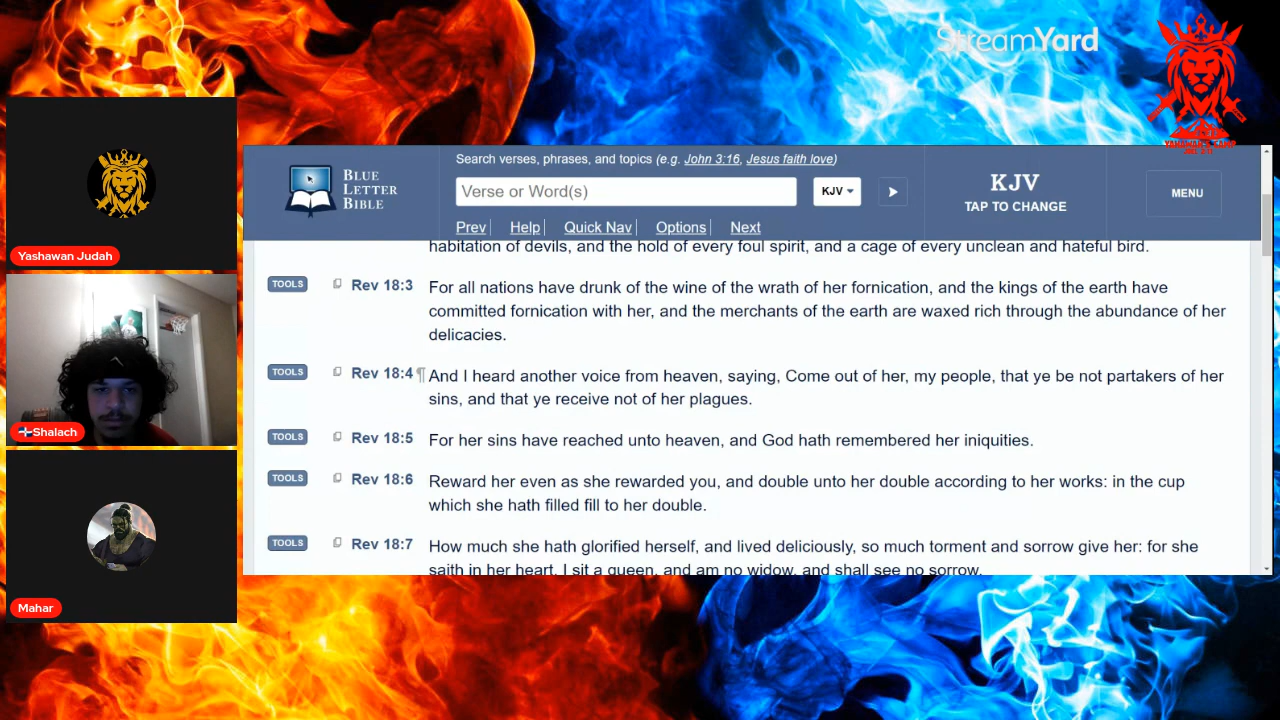 StreamYard
YASHAWAH'S CAMP
Yashawan Judah
Shalach
Mahar
BLUE
LETTER
BIBLE
Search verses, phrases, and topics (e.g. John 3:16, Jesus faith love)
Verse or Word(s)
KJV
Prev Help Quick Nav Options Next
KJV
TAP TO CHANGE
MENU
habitation of devils, and the hold of every foul spirit, and a cage of every unclean and hateful bird.
TOOLS Rev 18:3 For all nations have drunk of the wine of the wrath of her fornication, and the kings of the earth have
committed fornication with her, and the merchants of the earth are waxed rich through the abundance of her
delicacies.
TOOLS Rev 18:4 ¶ And I heard another voice from heaven, saying, Come out of her, my people, that ye be not partakers of her
sins, and that ye receive not of her plagues.
TOOLS Rev 18:5 For her sins have reached unto heaven, and God hath remembered her iniquities.
TOOLS Rev 18:6 Reward her even as she rewarded you, and double unto her double according to her works: in the cup
which she hath filled fill to her double.
TOOLS Rev 18:7 How much she hath glorified herself, and lived deliciously, so much torment and sorrow give her: for she
saith in her heart, I sit a queen, and am no widow, and shall see no sorrow.